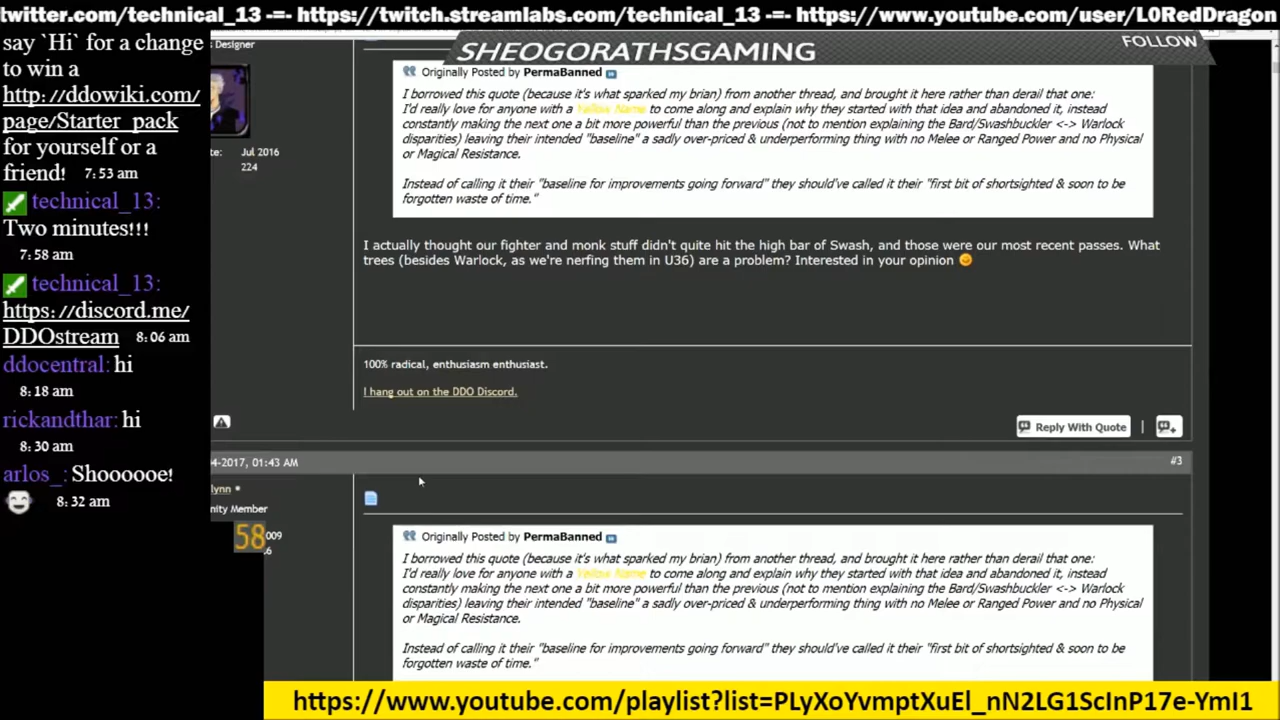 twitter.com/technical_13 -=- https://twitch.streamlabs.com/technical_13 -=- https://www.youtube.com/user/L0RedDragon
say `Hi` for a change
to win a
http://ddowiki.com/
page/Starter_pack
for yourself or a
friend! 7:53 am
technical_13:
Two minutes!!!
7:58 am
technical_13:
https://discord.me/
DDOstream 8:06 am
ddocentral: hi
8:18 am
rickandthar: hi
8:30 am
arlos_: Shoooooe!
8:32 am
SHEOGORATHSGAMING
FOLLOW
s Designer
te: Jul 2016
224
Originally Posted by PermaBanned
I borrowed this quote (because it's what sparked my brian) from another thread, and brought it here rather than derail that one:
I'd really love for anyone with a Yellow Name to come along and explain why they started with that idea and abandoned it, instead
constantly making the next one a bit more powerful than the previous (not to mention explaining the Bard/Swashbuckler <-> Warlock
disparities) leaving their intended "baseline" a sadly over-priced & underperforming thing with no Melee or Ranged Power and no Physical
or Magical Resistance.
Instead of calling it their "baseline for improvements going forward" they should've called it their "first bit of shortsighted & soon to be
forgotten waste of time."
I actually thought our fighter and monk stuff didn't quite hit the high bar of Swash, and those were our most recent passes. What
trees (besides Warlock, as we're nerfing them in U36) are a problem? Interested in your opinion
100% radical, enthusiasm enthusiast.
I hang out on the DDO Discord.
Reply With Quote
04-2017, 01:43 AM
#3
lynn *
nity Member
58
009
.6
Originally Posted by PermaBanned
I borrowed this quote (because it's what sparked my brian) from another thread, and brought it here rather than derail that one:
I'd really love for anyone with a Yellow Name to come along and explain why they started with that idea and abandoned it, instead
constantly making the next one a bit more powerful than the previous (not to mention explaining the Bard/Swashbuckler <-> Warlock
disparities) leaving their intended "baseline" a sadly over-priced & underperforming thing with no Melee or Ranged Power and no Physical
or Magical Resistance.
Instead of calling it their "baseline for improvements going forward" they should've called it their "first bit of shortsighted & soon to be
forgotten waste of time."
https://www.youtube.com/playlist?list=PLyXoYvmptXuEl_nN2LG1ScInP17e-YmI1